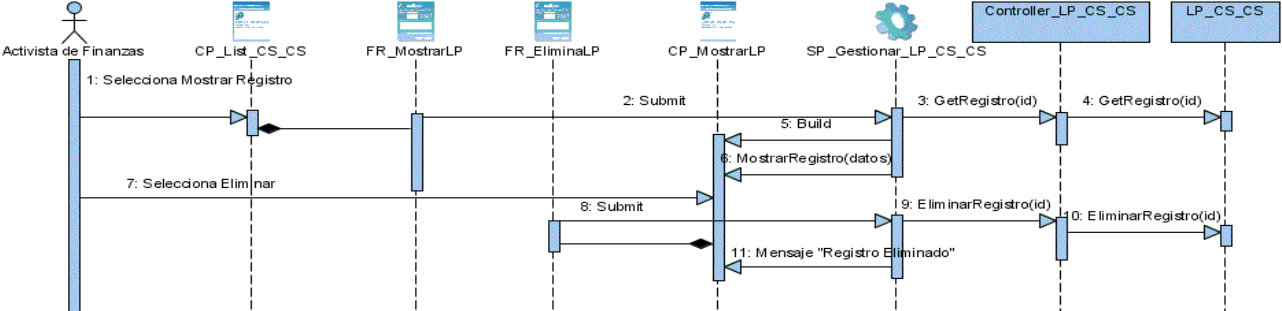 Controller_LP_CS_CS
LP_CS_CS
Activista de Finanzas
CP_List_CS_CS
FR_MostrarLP
FR_EliminaLP
CP_MostrarLP
SP_Gestionar_LP_CS_CS
1: Selecciona Mostrar Registro
2: Submit
3: GetRegistro(id)
4: GetRegistro(id)
5: Build
6: MostrarRegistro(datos)
7: Selecciona Eliminar
8: Submit
9: EliminarRegistro(id)
10: EliminarRegistro(id)
11: Mensaje "Registro Eliminado"